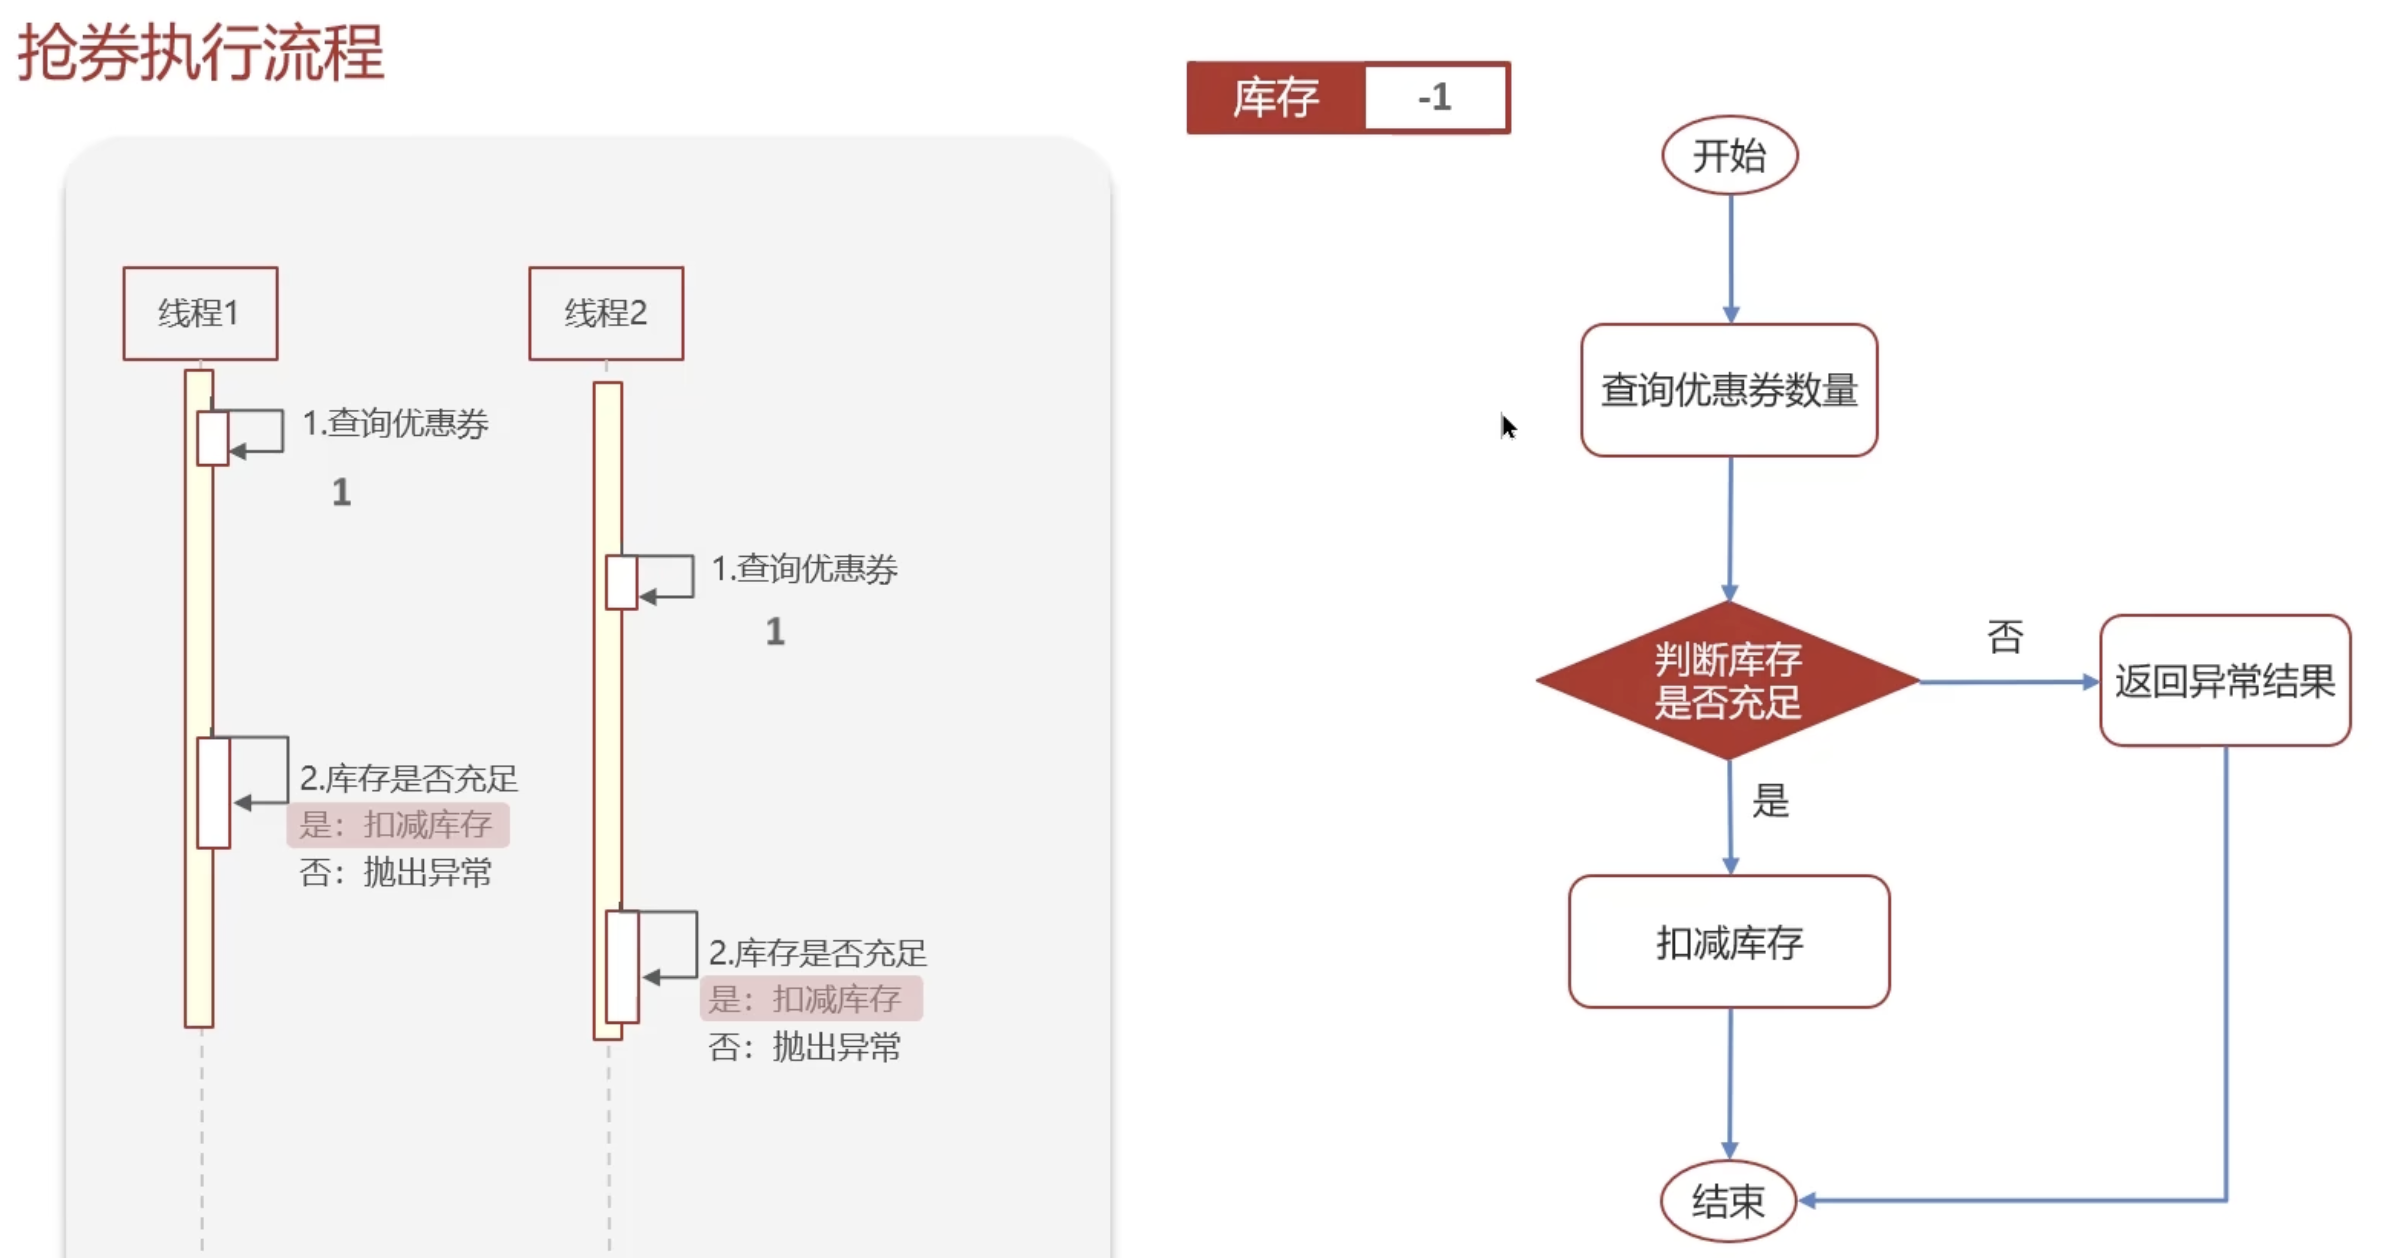 抢券执行流程
库存
-1
线程1
1.查询优惠券
1
2.库存是否充足
是：扣减库存
否：抛出异常
线程2
1.查询优惠券
1
2.库存是否充足
是：扣减库存
否：抛出异常
开始
查询优惠券数量
判断库存
是否充足
否
返回异常结果
是
扣减库存
结束